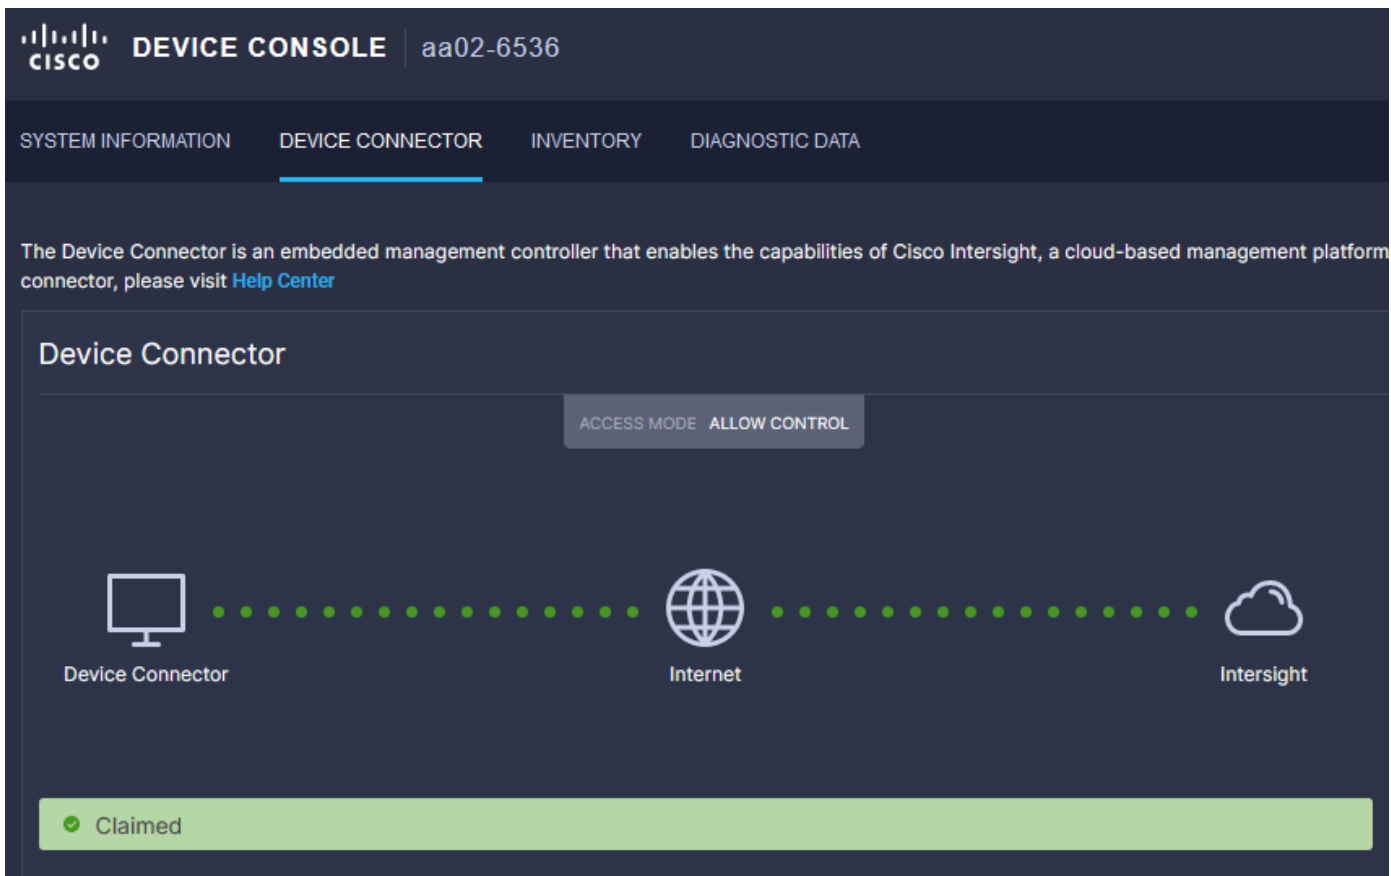 CISCO
DEVICE CONSOLE aa02-6536
SYSTEM INFORMATION DEVICE CONNECTOR INVENTORY DIAGNOSTIC DATA
The Device Connector is an embedded management controller that enables the capabilities of Cisco Intersight, a cloud-based management platform
connector, please visit Help Center
Device Connector
ACCESS MODE ALLOW CONTROL
Device Connector Internet Intersight
Claimed